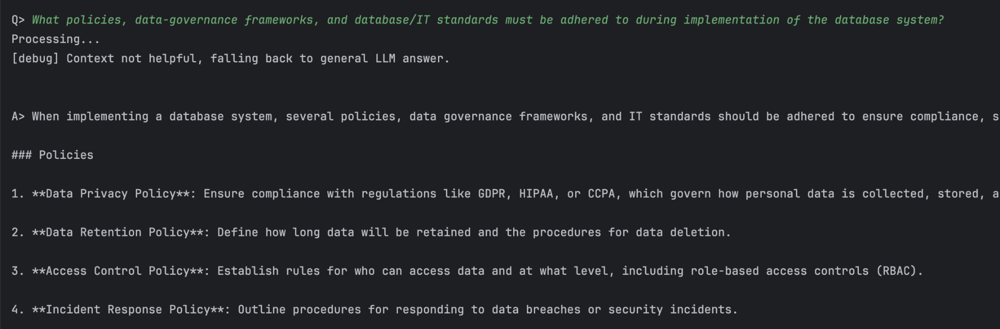 Q> What policies, data-governance frameworks, and database/IT standards must be adhered to during implementation of the database system?
Processing...
[debug] Context not helpful, falling back to general LLM answer.
A> When implementing a database system, several policies, data governance frameworks, and IT standards should be adhered to ensure compliance, s
### Policies
1. **Data Privacy Policy**: Ensure compliance with regulations like GDPR, HIPAA, or CCPA, which govern how personal data is collected, stored, a
2. **Data Retention Policy**: Define how long data will be retained and the procedures for data deletion.
3. **Access Control Policy**: Establish rules for who can access data and at what level, including role-based access controls (RBAC).
4. **Incident Response Policy**: Outline procedures for responding to data breaches or security incidents.